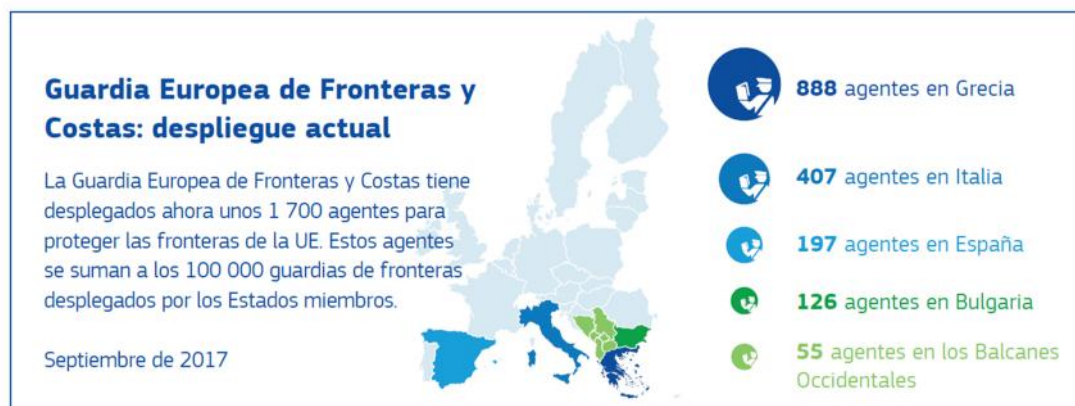 Guardia Europea de Fronteras y
Costas: despliegue actual
La Guardia Europea de Fronteras y Costas tiene
desplegados ahora unos 1 700 agentes para
proteger las fronteras de la UE. Estos agentes
se suman a los 100 000 guardias de fronteras
desplegados por los Estados miembros.
Septiembre de 2017
888 agentes en Grecia
407 agentes en Italia
197 agentes en España
126 agentes en Bulgaria
55 agentes en los Balcanes
Occidentales